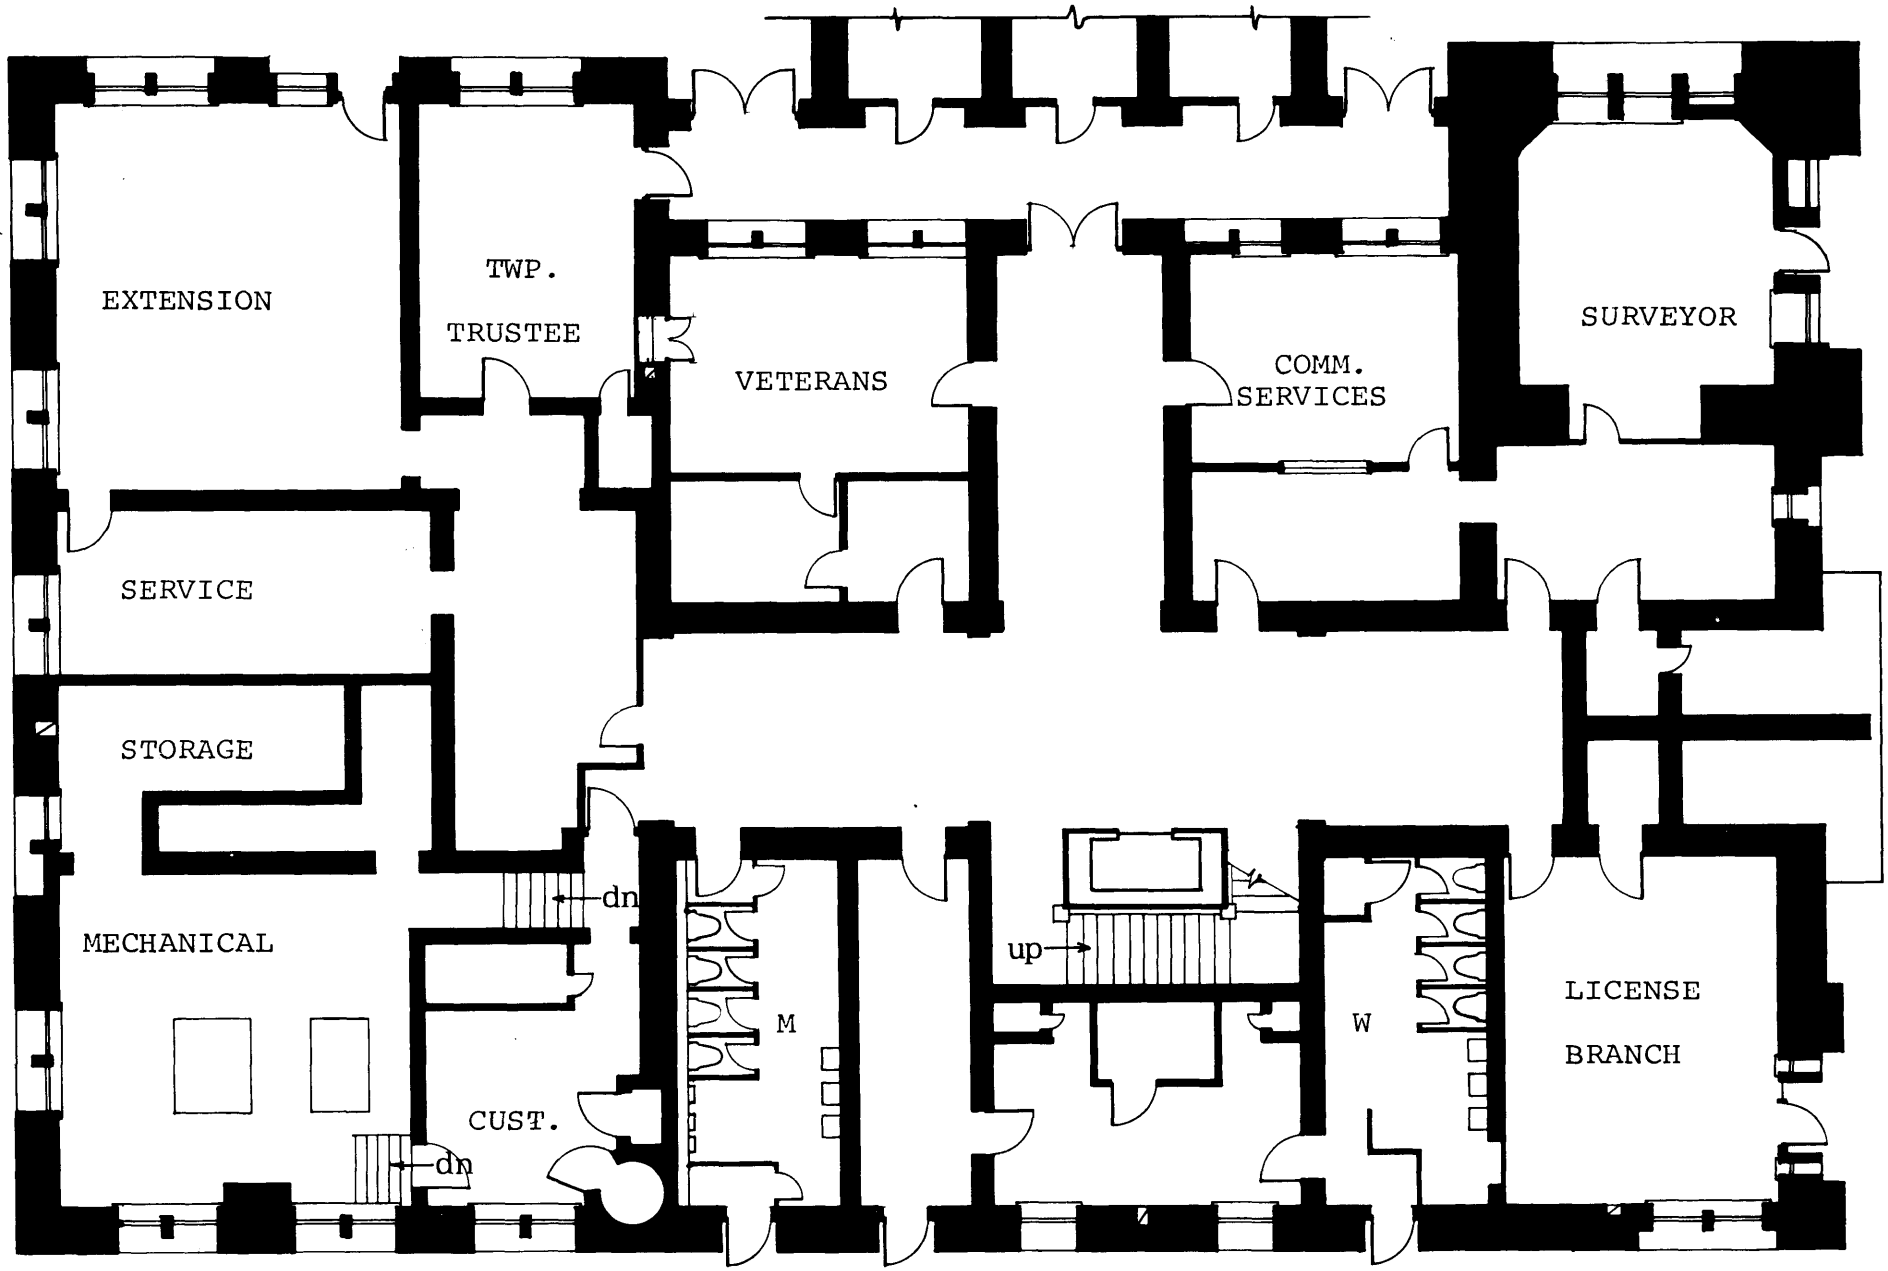 TWP.
EXTENSION
SURVEYOR
TRUSTEE
COMM.
VETERANS
SERVICES
SERVICE
STORAGE
dn
MECHANICAL
up
LICENSE
M
W
BRANCH
CUST.
dn